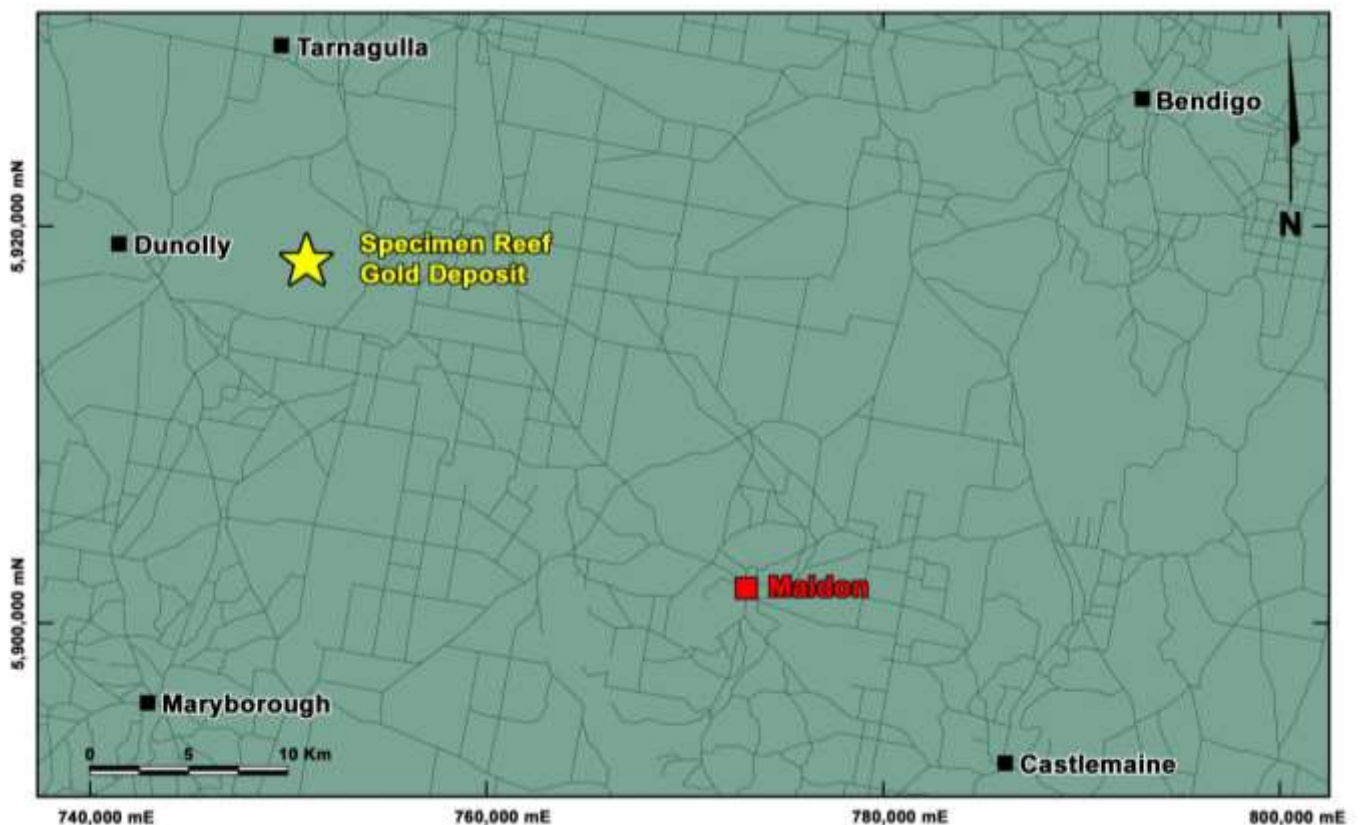 Tarnagulla
Bendigo
N
5,920,000 mN
Dunolly
Specimen Reef
Gold Deposit
Maldon
5,900,000 mN
Maryborough
0 5 10 Km
Castlemaine
740,000 mE 760,000 mE 780,000 mE 800,000 mE